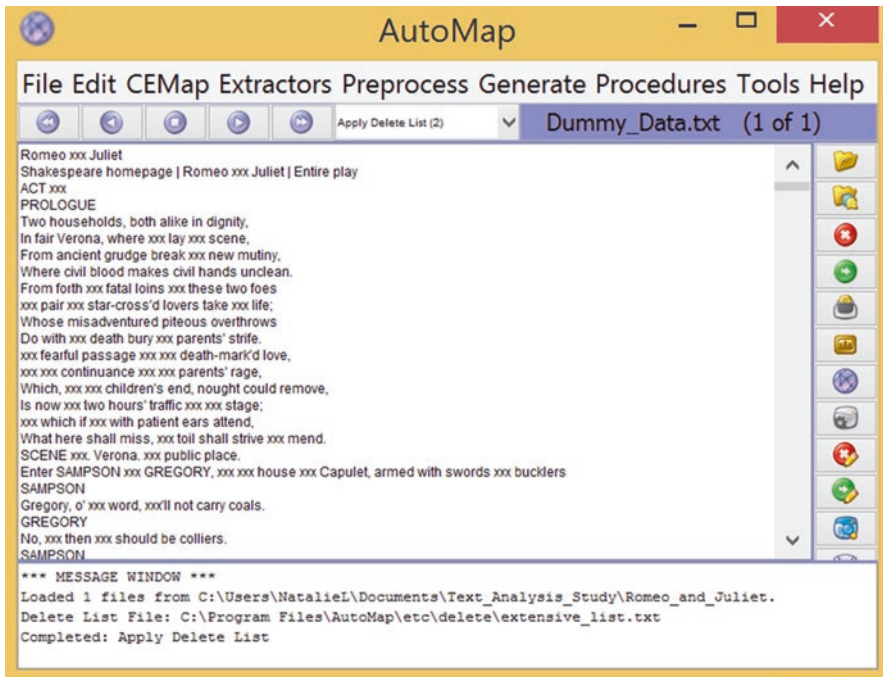 AutoMap
File Edit CEMap Extractors Preprocess Generate Procedures Tools Help
Apply Delete List (2) Dummy_Data.txt (1 of 1)
Romeo xxx Juliet
Shakespeare homepage | Romeo xxx Juliet | Entire play
ACT xxx
PROLOGUE
Two households, both alike in dignity,
In fair Verona, where xxx lay xxx scene,
From ancient grudge break xxx new mutiny,
Where civil blood makes civil hands unclean.
From forth xxx fatal loins xxx these two foes
xxx pair xxx star-cross'd lovers take xxx life;
Whose misadventured piteous overthrows
Do with xxx death bury xxx parents' strife.
xxx fearful passage xxx xxx death-mark'd love,
xxx xxx continuance xxx xxx parents' rage,
Which, xxx xxx children's end, nought could remove,
Is now xxx two hours' traffic xxx xxx stage;
xxx which if xxx with patient ears attend,
What here shall miss, xxx toil shall strive xxx mend.
SCENE xxx. Verona. xxx public place.
Enter SAMPSON xxx GREGORY, xxx xxx house xxx Capulet, armed with swords xxx bucklers
SAMPSON
Gregory, o' xxx word, xxx'll not carry coals.
GREGORY
No, xxx then xxx should be colliers.
SAMPSON
*** MESSAGE WINDOW ***
Loaded 1 files from C:\Users\NatalieL\Documents\Text_Analysis_Study\Romeo_and_Juliet.
Delete List File: C:\Program Files\AutoMap\etc\delete\extensive_list.txt
Completed: Apply Delete List